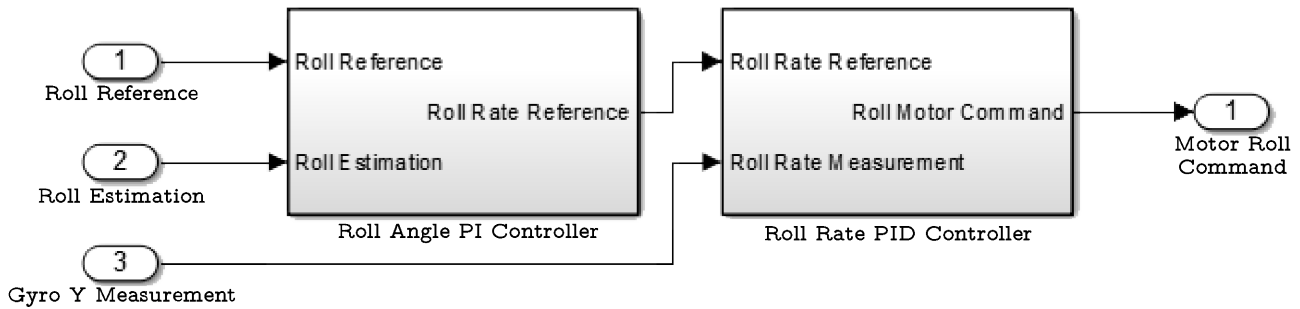 1
Roll Reference
2
Roll Estimation
3
Gyro Y Measurement
Roll Reference
Roll Rate Reference
Roll Estimation
Roll Angle PI Controller
Roll Rate Reference
Roll Motor Command
Roll Rate Measurement
Roll Rate PID Controller
1
Motor Roll
Command